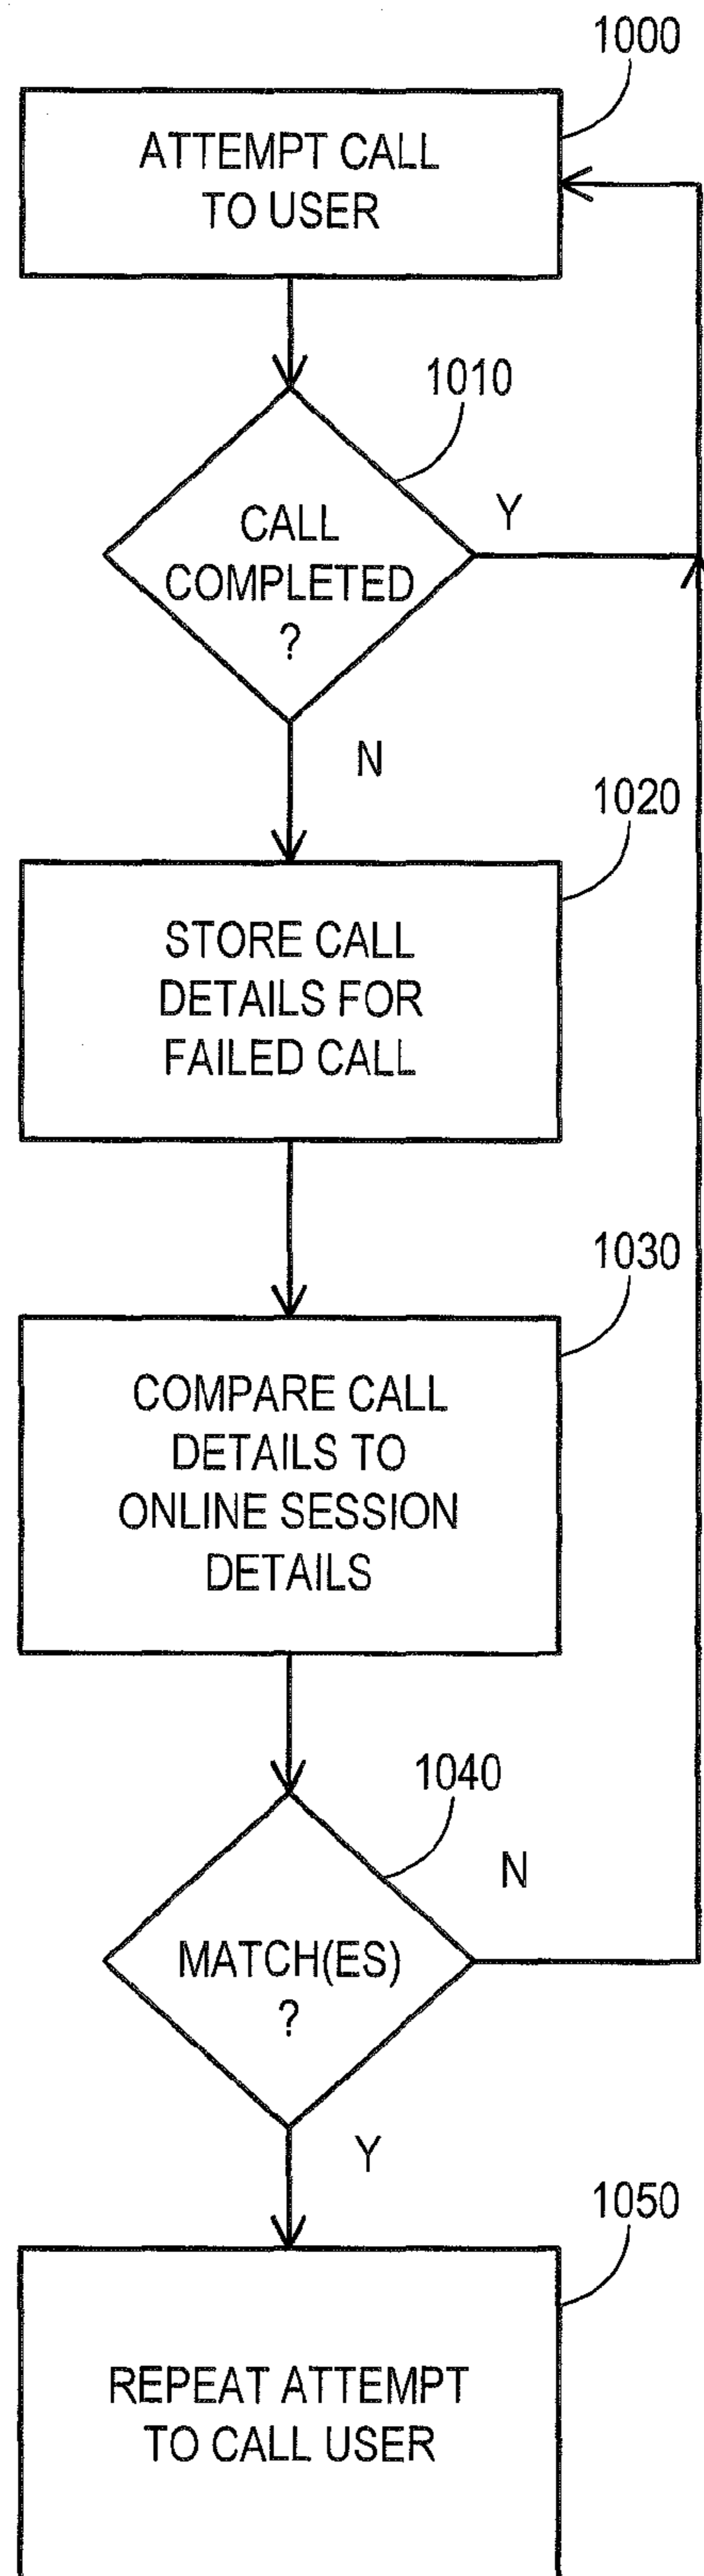 1000
ATTEMPT CALL
TO USER
1010
CALL
COMPLETED
?
Y
N
1020
STORE CALL
DETAILS FOR
FAILED CALL
1030
COMPARE CALL
DETAILS TO
ONLINE SESSION
DETAILS
1040
MATCH(ES)
?
N
Y
1050
REPEAT ATTEMPT
TO CALL USER